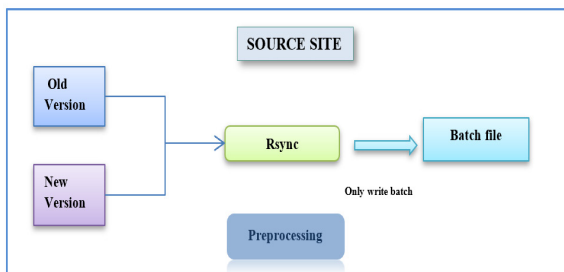 SOURCE SITE
Old
Version
Rsync
Batch file
Only write batch
New
Version
Preprocessing